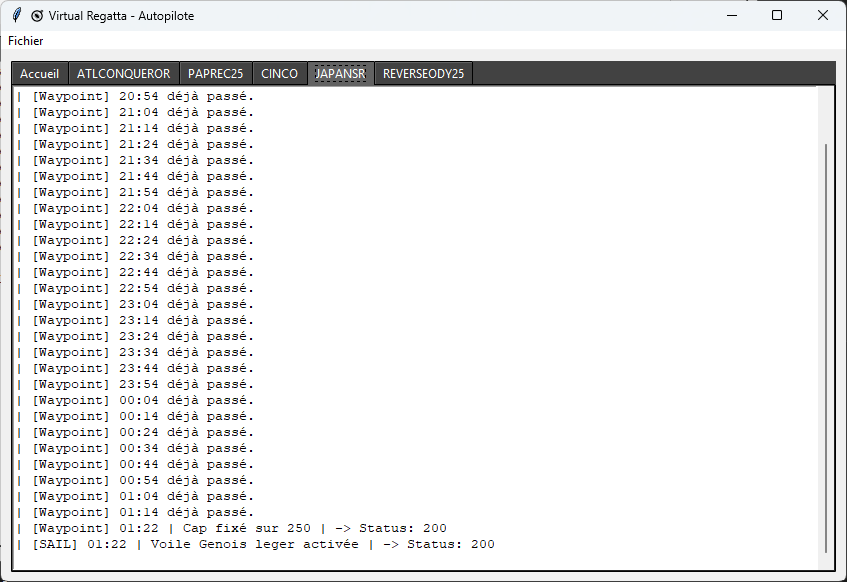 Virtual Regatta - Autopilote
Fichier
Accueil ATLCONQUEROR PAPREC25 CINCO JAPANSR REVERSEODY25
| [Waypoint] 20:54 déjà passé.
| [Waypoint] 21:04 déjà passé.
| [Waypoint] 21:14 déjà passé.
| [Waypoint] 21:24 déjà passé.
| [Waypoint] 21:34 déjà passé.
| [Waypoint] 21:44 déjà passé.
| [Waypoint] 21:54 déjà passé.
| [Waypoint] 22:04 déjà passé.
| [Waypoint] 22:14 déjà passé.
| [Waypoint] 22:24 déjà passé.
| [Waypoint] 22:34 déjà passé.
| [Waypoint] 22:44 déjà passé.
| [Waypoint] 22:54 déjà passé.
| [Waypoint] 23:04 déjà passé.
| [Waypoint] 23:14 déjà passé.
| [Waypoint] 23:24 déjà passé.
| [Waypoint] 23:34 déjà passé.
| [Waypoint] 23:44 déjà passé.
| [Waypoint] 23:54 déjà passé.
| [Waypoint] 00:04 déjà passé.
| [Waypoint] 00:14 déjà passé.
| [Waypoint] 00:24 déjà passé.
| [Waypoint] 00:34 déjà passé.
| [Waypoint] 00:44 déjà passé.
| [Waypoint] 00:54 déjà passé.
| [Waypoint] 01:04 déjà passé.
| [Waypoint] 01:14 déjà passé.
| [Waypoint] 01:22 | Cap fixé sur 250 | -> Status: 200
| [SAIL] 01:22 | Voile Genois leger activée | -> Status: 200